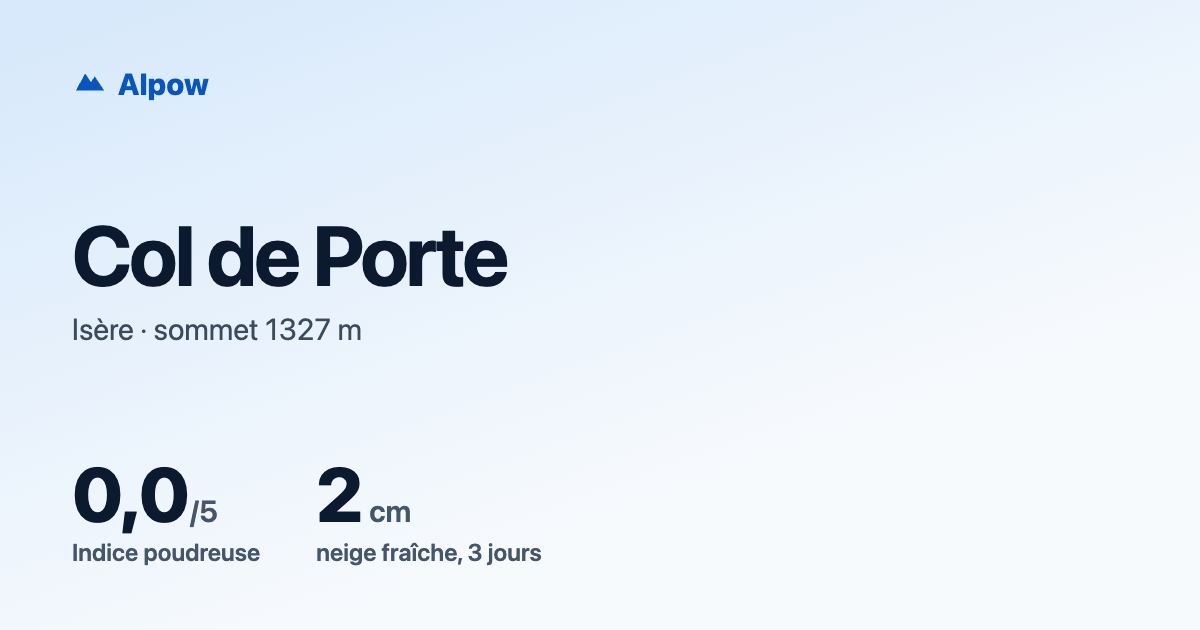 Alpow
Col de Porte
Isère · sommet 1327 m
0,0/5
Indice poudreuse
2 cm
neige fraîche, 3 jours